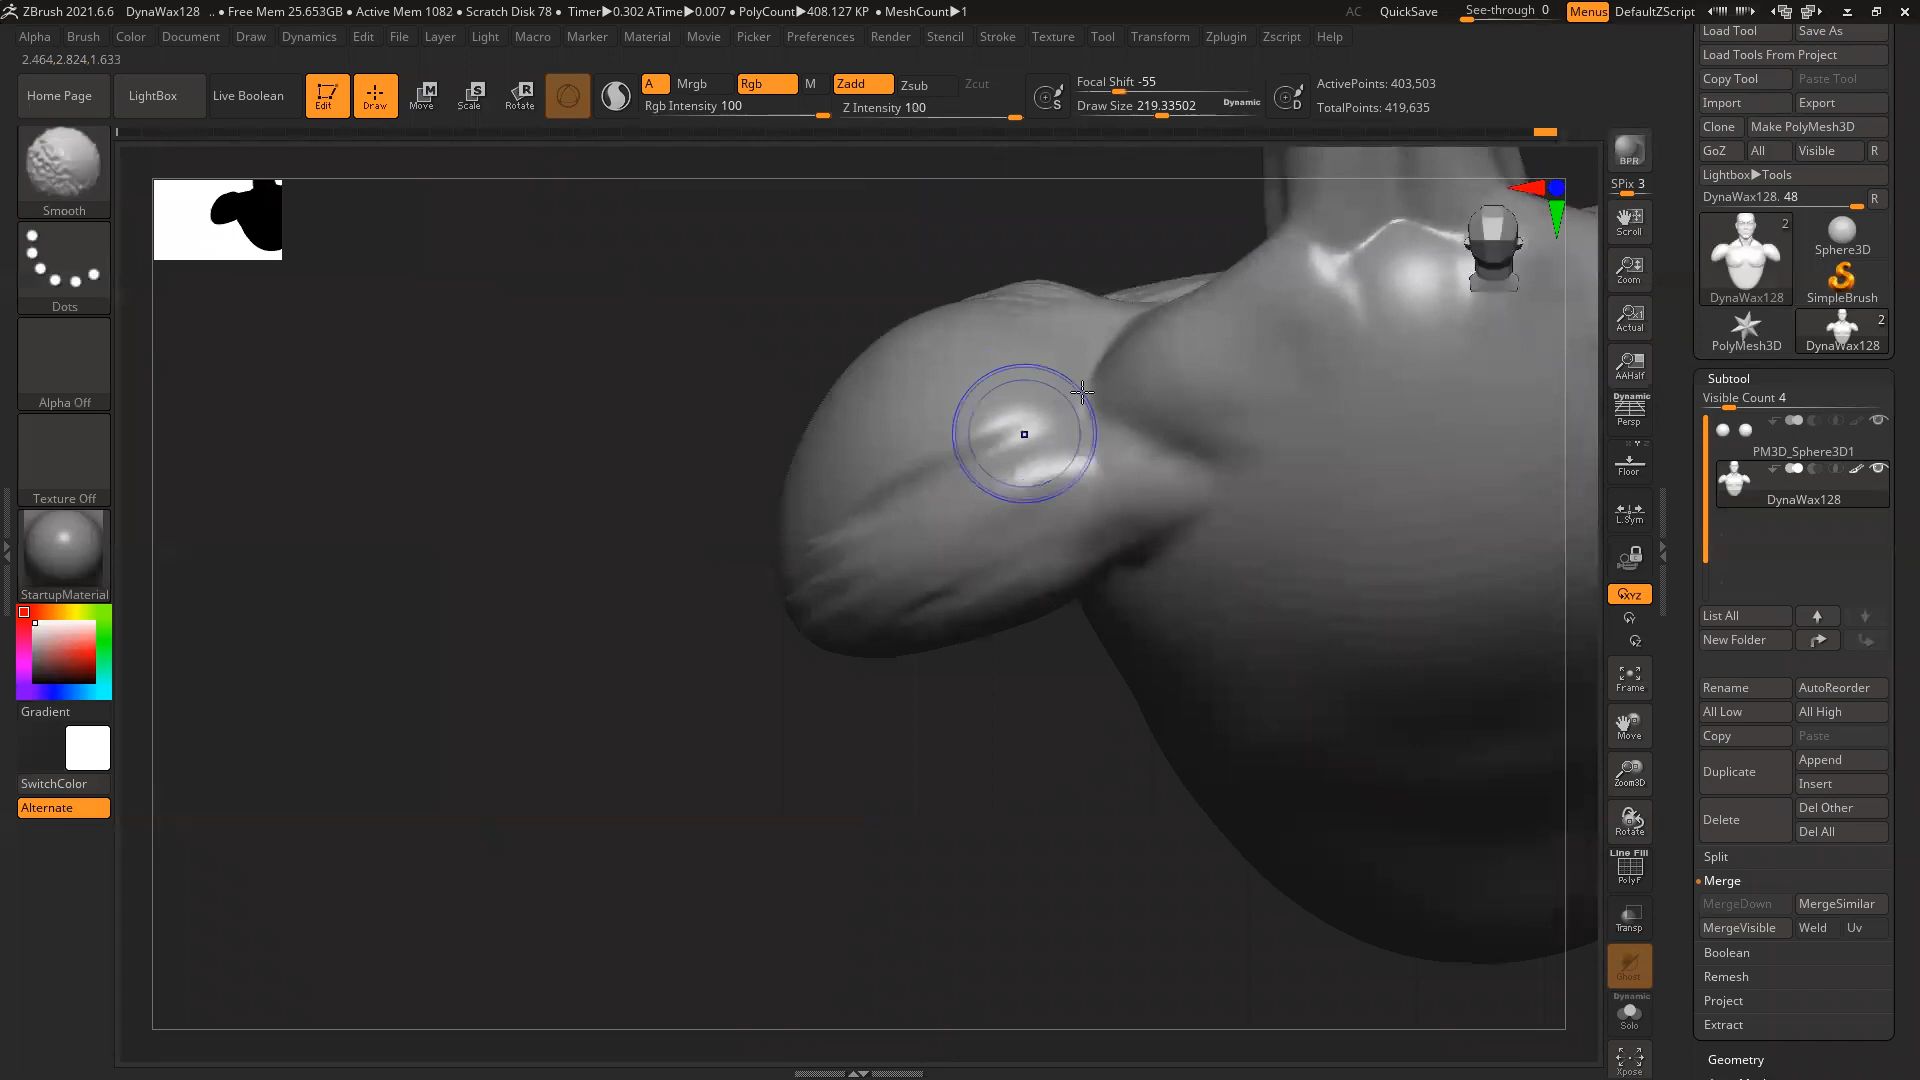 ZBrush 2021.6.6 DynaWax128 .. • Free Mem 25.653GB • Active Mem 1082 • Scratch Disk 78 • Timer▶0.302 ATime▶0.007 • PolyCount▶408.127 KP • MeshCount▶1 AC QuickSave See-through 0 Menus DefaultZScript
Alpha Brush Color Document Draw Dynamics Edit File Layer Light Macro Marker Material Movie Picker Preferences Render Stencil Stroke Texture Tool Transform Zplugin Zscript Help
2.464,2.824,1.633
Home Page LightBox Live Boolean Edit Draw Move Scale Rotate
M S R
A Mrgb Rgb M Zadd Zsub Zcut
Rgb Intensity 100 Z Intensity 100
S Focal Shift -55
Draw Size 219.33502 Dynamic D
ActivePoints: 403,503
TotalPoints: 419,635
Smooth
Dots
Alpha Off
Texture Off
StartupMaterial
Gradient
SwitchColor
Alternate
BPR
SPix 3
Scroll
Zoom
Actual
AAHalf
Dynamic
Persp
Floor
L.Sym
XYZ
Frame
Move
Zoom3D
Rotate
Line Fill
PolyF
Transp
Ghost
Dynamic
Solo
Xpose
Load Tool Save As
Load Tools From Project
Copy Tool Paste Tool
Import Export
Clone Make PolyMesh3D
GoZ All Visible R
Lightbox▶Tools
DynaWax128. 48 R
2
Sphere3D
DynaWax128 SimpleBrush
2
PolyMesh3D DynaWax128
Subtool
Visible Count 4
PM3D_Sphere3D1
DynaWax128
List All
New Folder
Rename AutoReorder
All Low All High
Copy Paste
Duplicate Append
Insert
Delete Del Other
Del All
Split
Merge
MergeDown MergeSimilar
MergeVisible Weld Uv
Boolean
Remesh
Project
Extract
Geometry